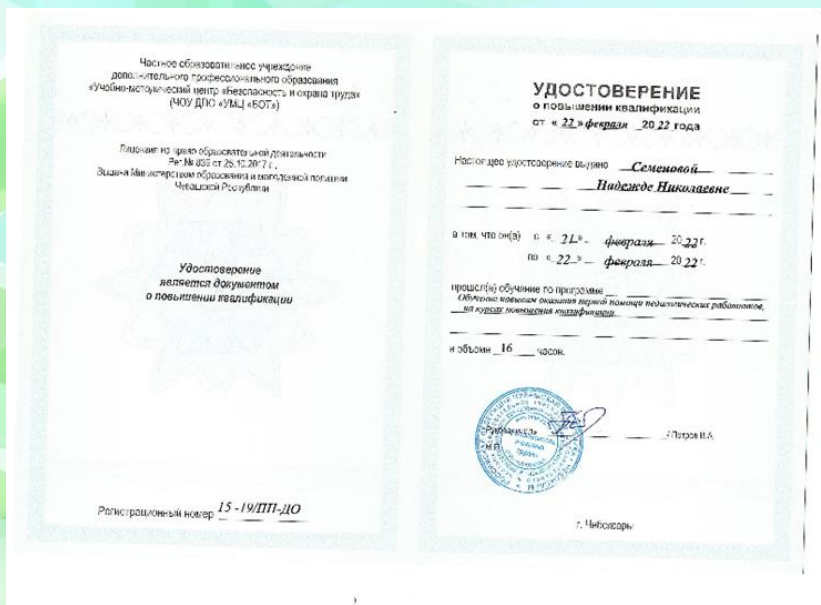 Частное образовательное учреждение
дополнительного профессионального образования
«Учебно-методический центр «Безопасность и охрана труда»
(ЧОУ ДПО «УМЦ «БОТ»)
Лицензия на право образовательной деятельности
Рег.№ 839 от 25.10.2017 г.,
Выдана Министерством образования и молодежной политики
Чувашской Республики
Удостоверение
является документом
о повышении квалификации
Регистрационный номер 15 -19/ПП-ДО
УДОСТОВЕРЕНИЕ
о повышении квалификации
от « 22 » февраля 20 22 года
Настоящее удостоверение выдано Семеновой
Надежде Николаевне
в том, что он(а) с « 21 » февраля 20 22 г.
по « 22 » февраля 20 22 г.
прошел(а) обучение по программе
Обучение навыкам оказания первой помощи педагогических работников,
на курсах повышения квалификации
в объеме 16 часов.
Руководитель / Петров В.А.
г. Чебоксары